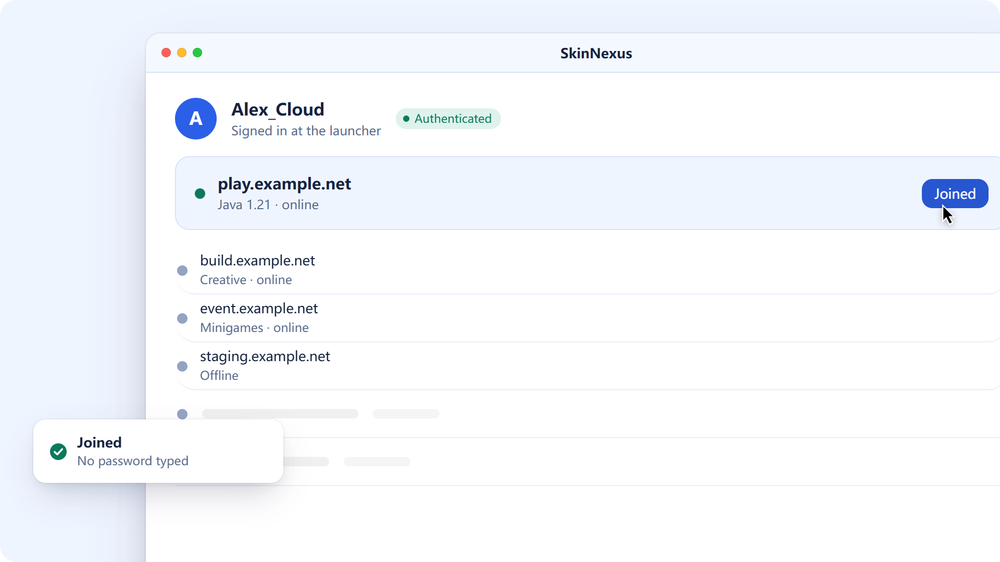 SkinNexus
A
Alex_Cloud
Signed in at the launcher
Authenticated
play.example.net
Java 1.21 · online
Joined
build.example.net
Creative · online
event.example.net
Minigames · online
staging.example.net
Offline
Joined
No password typed